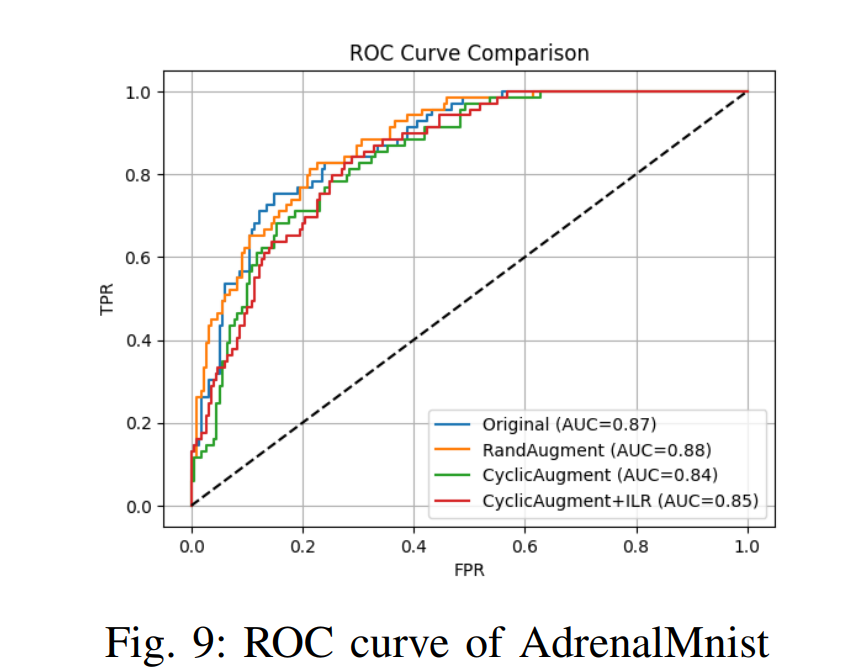 ROC Curve Comparison
1.0
0.8
0.6
0.4
0.2
0.0
TPR
Original (AUC=0.87)
RandAugment (AUC=0.88)
CyclicAugment (AUC=0.84)
CyclicAugment+ILR (AUC=0.85)
0.0 0.2 0.4 0.6 0.8 1.0
FPR
Fig. 9: ROC curve of AdrenalMnist